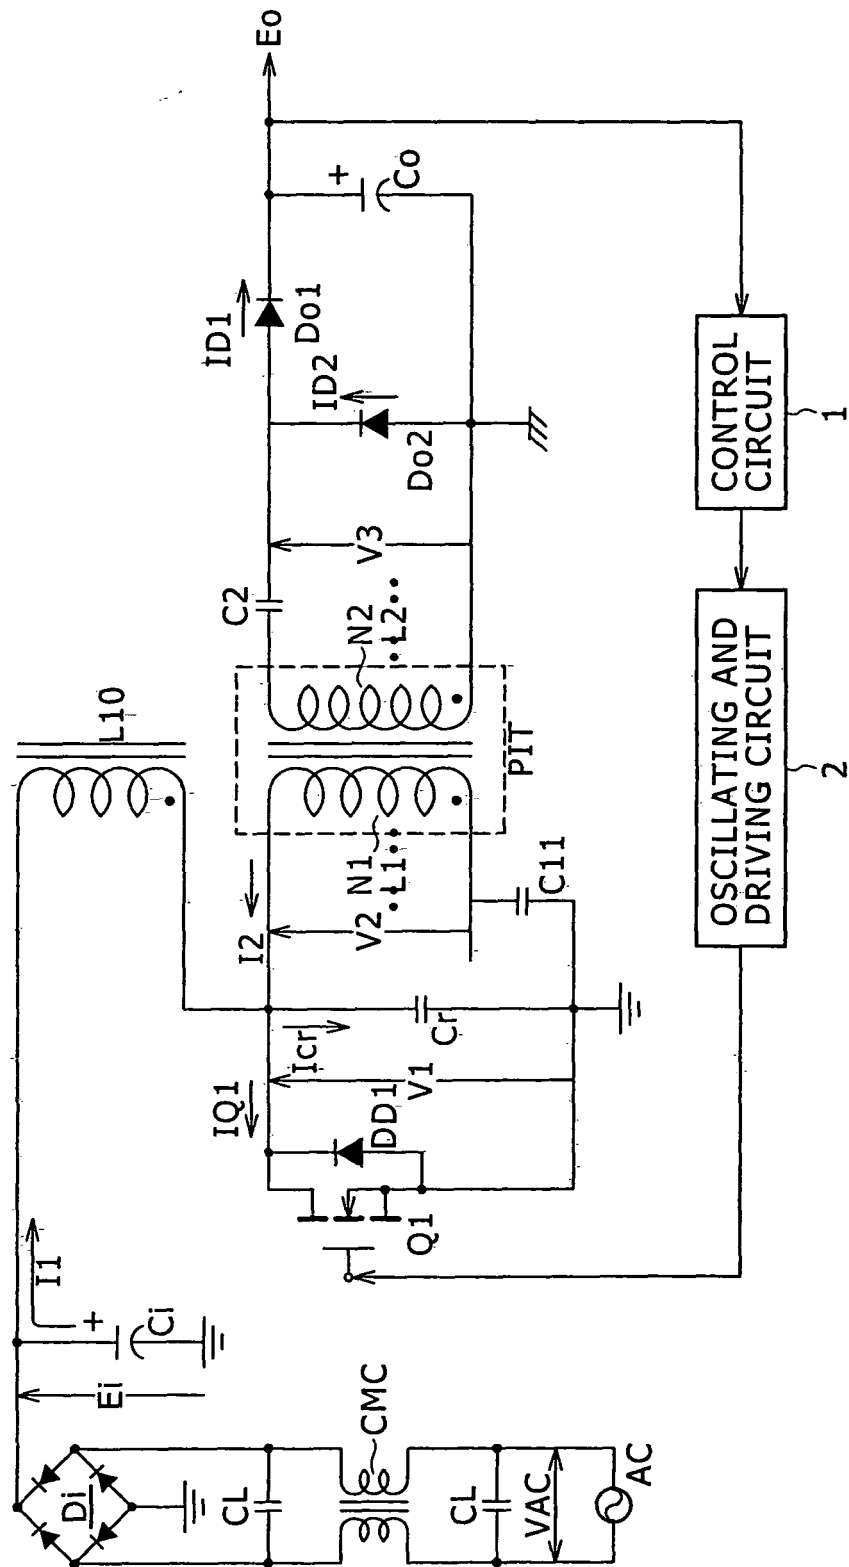 AC
VAC
CL
CMC
CL
Di
Ei
Ci
+
I1
L10
Q1
DD1
IQ1
V1
Icr
Cr
I2
V2
C11
N1
L1
PIT
N2
L2
C2
V3
Do2
ID2
ID1
Do1
+
Co
Eo
CONTROL
CIRCUIT
1
OSCILLATING AND
DRIVING CIRCUIT
2